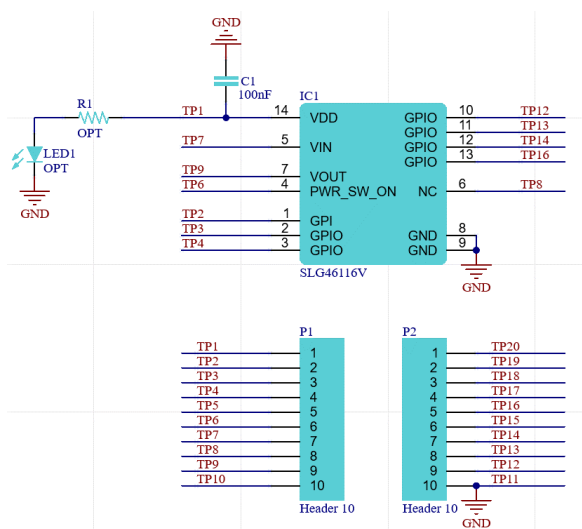 GND
C1
100nF
IC1
R1
OPT
TP1
14
VDD
GPIO
10
TP12
GPIO
11
TP13
TP7
5
VIN
GPIO
12
TP14
GPIO
13
TP16
LED1
OPT
GND
TP9
7
VOUT
TP6
4
PWR_SW_ON
NC
6
TP8
TP2
1
GPI
TP3
2
GPIO
GND
8
TP4
3
GPIO
GND
9
GND
SLG46116V
P1
P2
TP1
1
1
TP20
TP2
2
2
TP19
TP3
3
3
TP18
TP4
4
4
TP17
TP5
5
5
TP16
TP6
6
6
TP15
TP7
7
7
TP14
TP8
8
8
TP13
TP9
9
9
TP12
TP10
10
10
TP11
Header 10
Header 10
GND